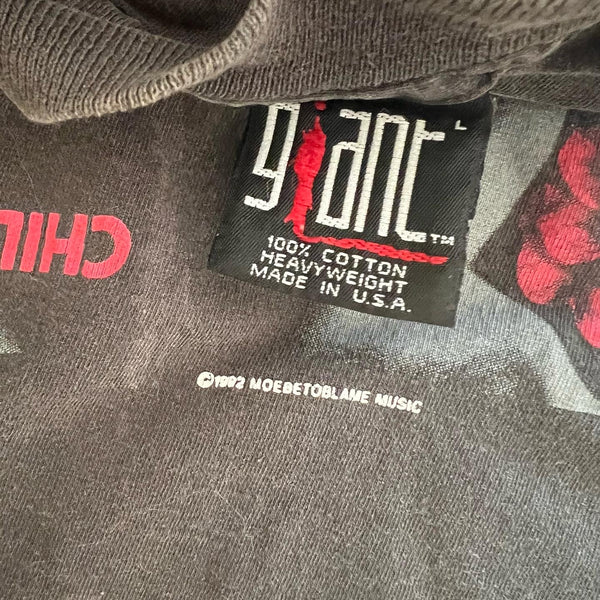 giant L
TM
100% COTTON
HEAVYWEIGHT
MADE IN U.S.A.
CHIL
©1992 MOEBETOBLAME MUSIC